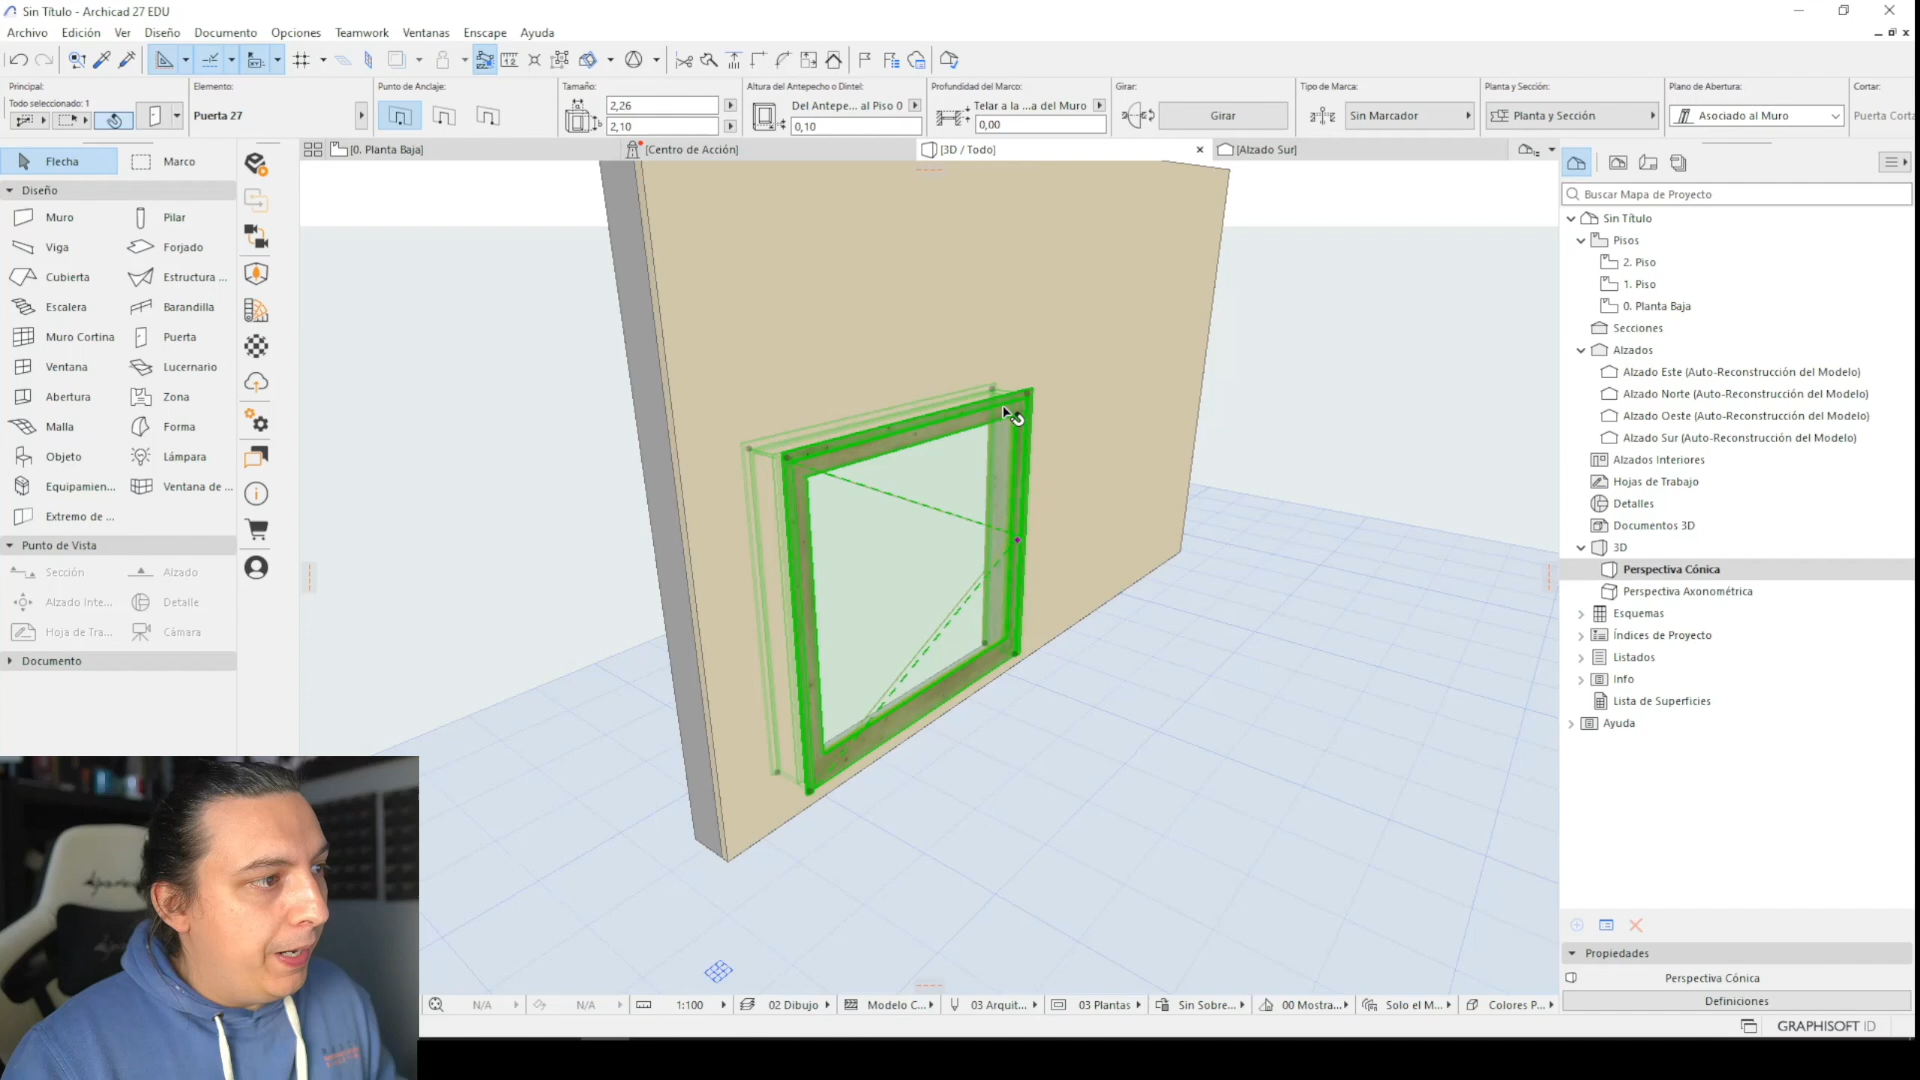 Sin Título - Archicad 27 EDU
Archivo Edición Ver Diseño Documento Opciones Teamwork Ventanas Enscape Ayuda
Principal: Elemento: Punto de Anclaje: Tamaño: Altura del Antepecho o Dintel: Profundidad del Marco: Girar: Tipo de Marca: Planta y Sección: Plano de Abertura: Cortar:
Todo seleccionado: 1
Puerta 27
2,26
2,10
Del Antepe... al Piso 0
0,10
Telar a la ...a del Muro
0,00
Girar
Sin Marcador
Planta y Sección
Asociado al Muro
Puerta Corta
Flecha Marco
[0. Planta Baja] [Centro de Acción] [3D / Todo] [Alzado Sur]
Diseño
Muro Pilar
Viga Forjado
Cubierta Estructura ...
Escalera Barandilla
Muro Cortina Puerta
Ventana Lucernario
Abertura Zona
Malla Forma
Objeto Lámpara
Equipamien... Ventana de ...
Extremo de ...
Punto de Vista
Sección Alzado
Alzado Inte... Detalle
Hoja de Tra... Cámara
Documento
Buscar Mapa de Proyecto
Sin Título
Pisos
2. Piso
1. Piso
0. Planta Baja
Secciones
Alzados
Alzado Este (Auto-Reconstrucción del Modelo)
Alzado Norte (Auto-Reconstrucción del Modelo)
Alzado Oeste (Auto-Reconstrucción del Modelo)
Alzado Sur (Auto-Reconstrucción del Modelo)
Alzados Interiores
Hojas de Trabajo
Detalles
Documentos 3D
3D
Perspectiva Cónica
Perspectiva Axonométrica
Esquemas
Índices de Proyecto
Listados
Info
Lista de Superficies
Ayuda
Propiedades
Perspectiva Cónica
Definiciones
N/A N/A 1:100 02 Dibujo Modelo C... 03 Arquit... 03 Plantas Sin Sobre... 00 Mostra... Solo el M... Colores P...
GRAPHISOFT ID